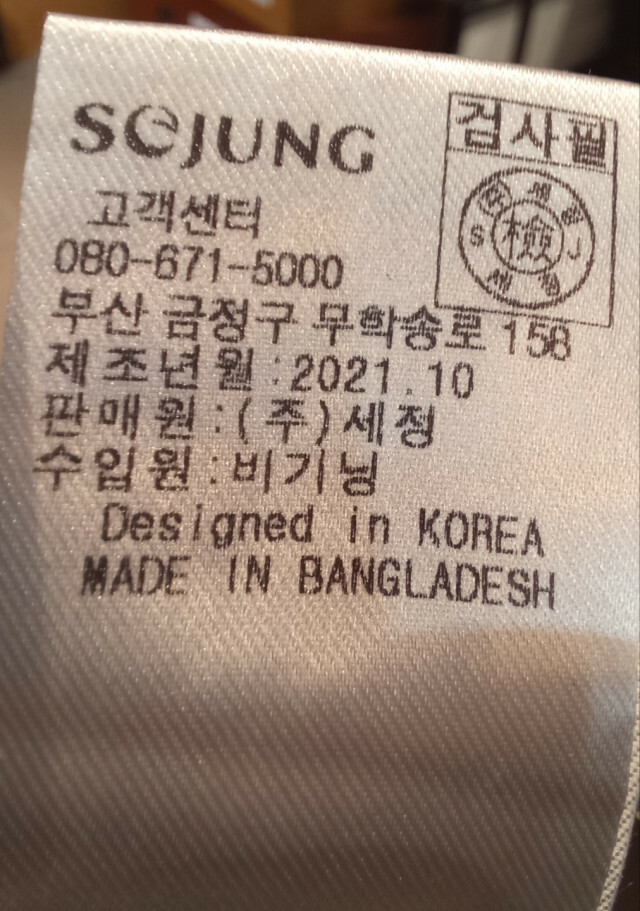 SEJUNG
고객센터
080-671-5000
부산 금정구 무학송로 158
제조년월:2021.10
판매원:(주)세정
수입원:비기닝
Designed in KOREA
MADE IN BANGLADESH
검사필
檢
S
J
세정